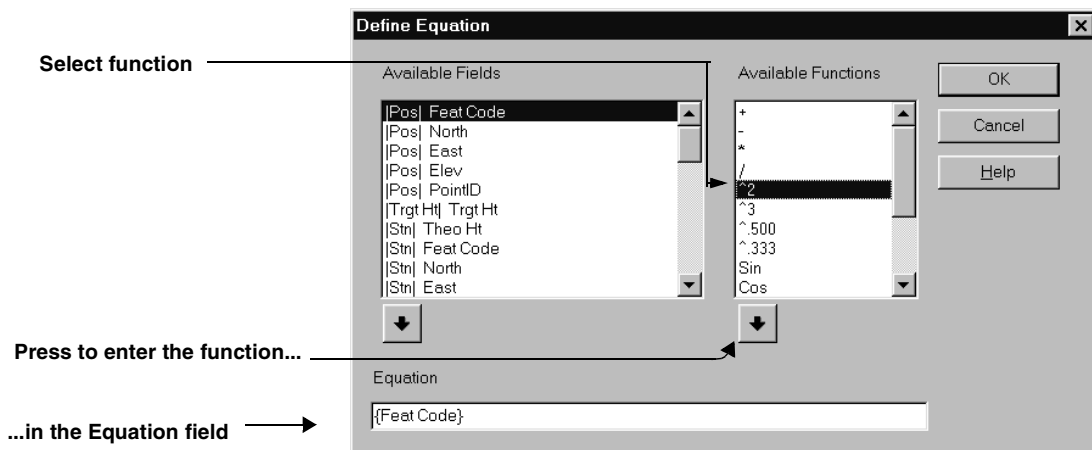 Define Equation
Select function
Available Fields
Available Functions
OK
Cancel
Help
|Pos| Feat Code
|Pos| North
|Pos| East
|Pos| Elev
|Pos| PointID
|Trgt Ht| Trgt Ht
|Stn| Theo Ht
|Stn| Feat Code
|Stn| North
|Stn| East
+
-
*
/
^2
^3
^.500
^.333
Sin
Cos
Press to enter the function...
Equation
{Feat Code}
...in the Equation field